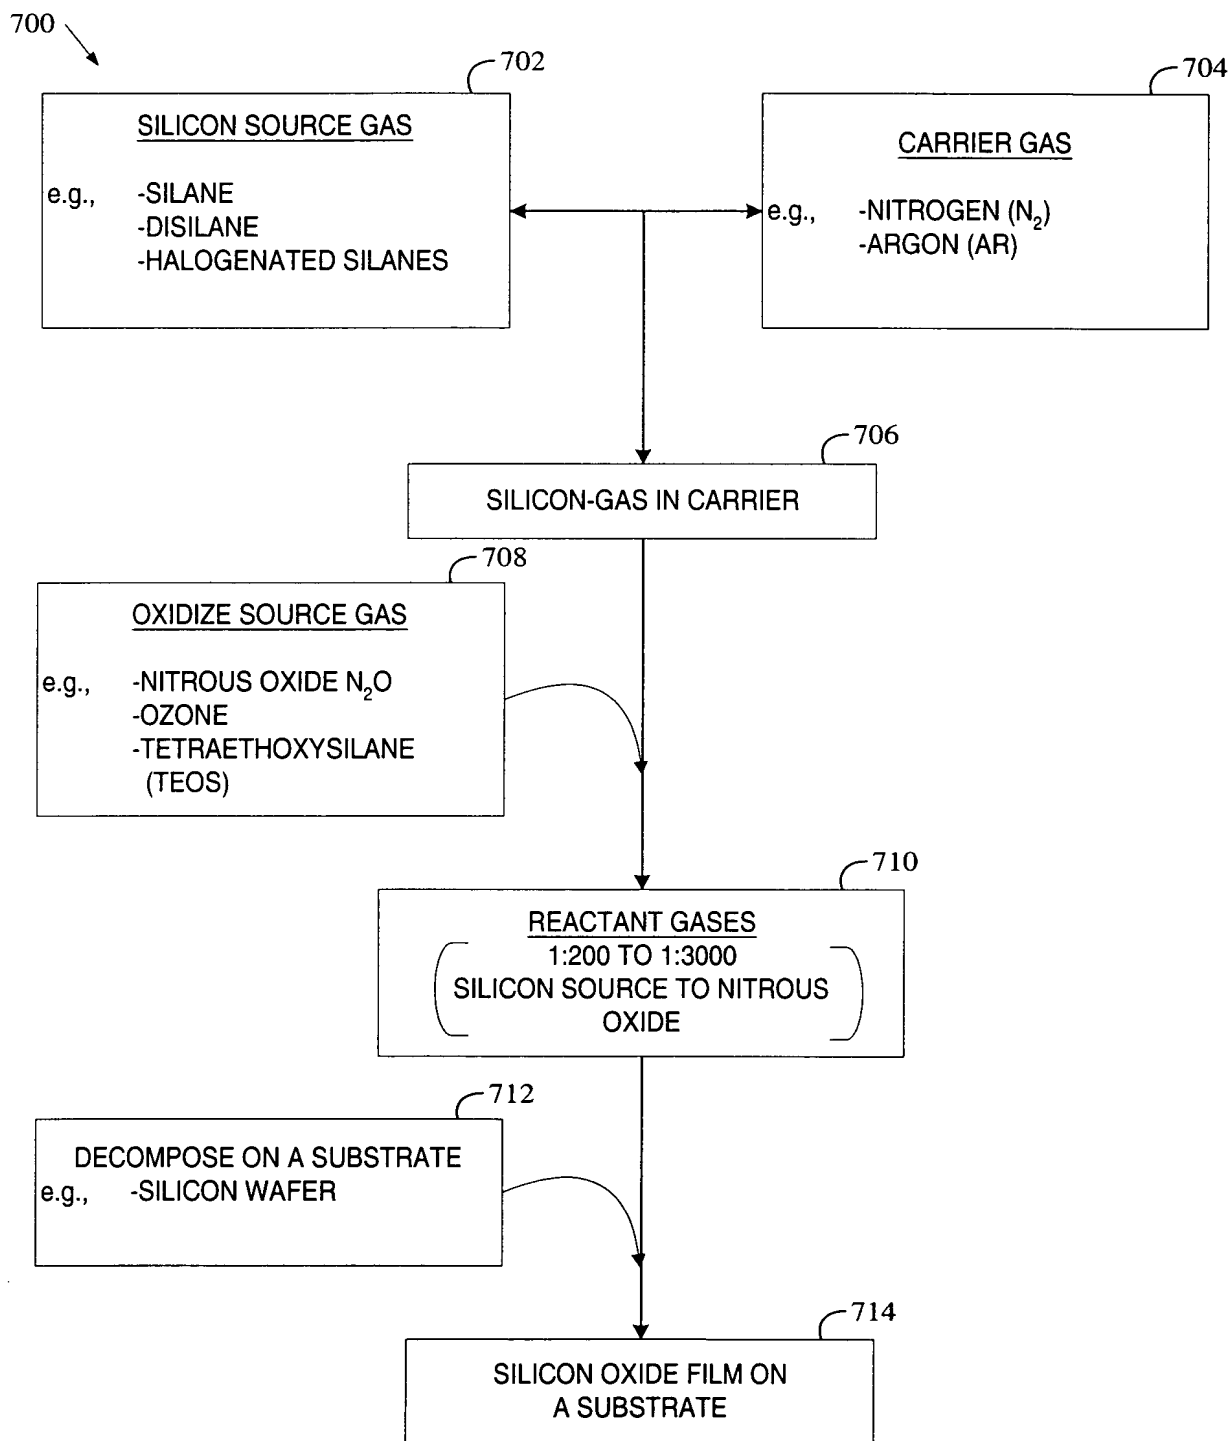 700
702
SILICON SOURCE GAS
e.g., -SILANE
-DISILANE
-HALOGENATED SILANES
704
CARRIER GAS
e.g., -NITROGEN (N₂)
-ARGON (AR)
706
SILICON-GAS IN CARRIER
708
OXIDIZE SOURCE GAS
e.g., -NITROUS OXIDE N₂O
-OZONE
-TETRAETHOXYSILANE
(TEOS)
710
REACTANT GASES
1:200 TO 1:3000
SILICON SOURCE TO NITROUS
OXIDE
712
DECOMPOSE ON A SUBSTRATE
e.g., -SILICON WAFER
714
SILICON OXIDE FILM ON
A SUBSTRATE